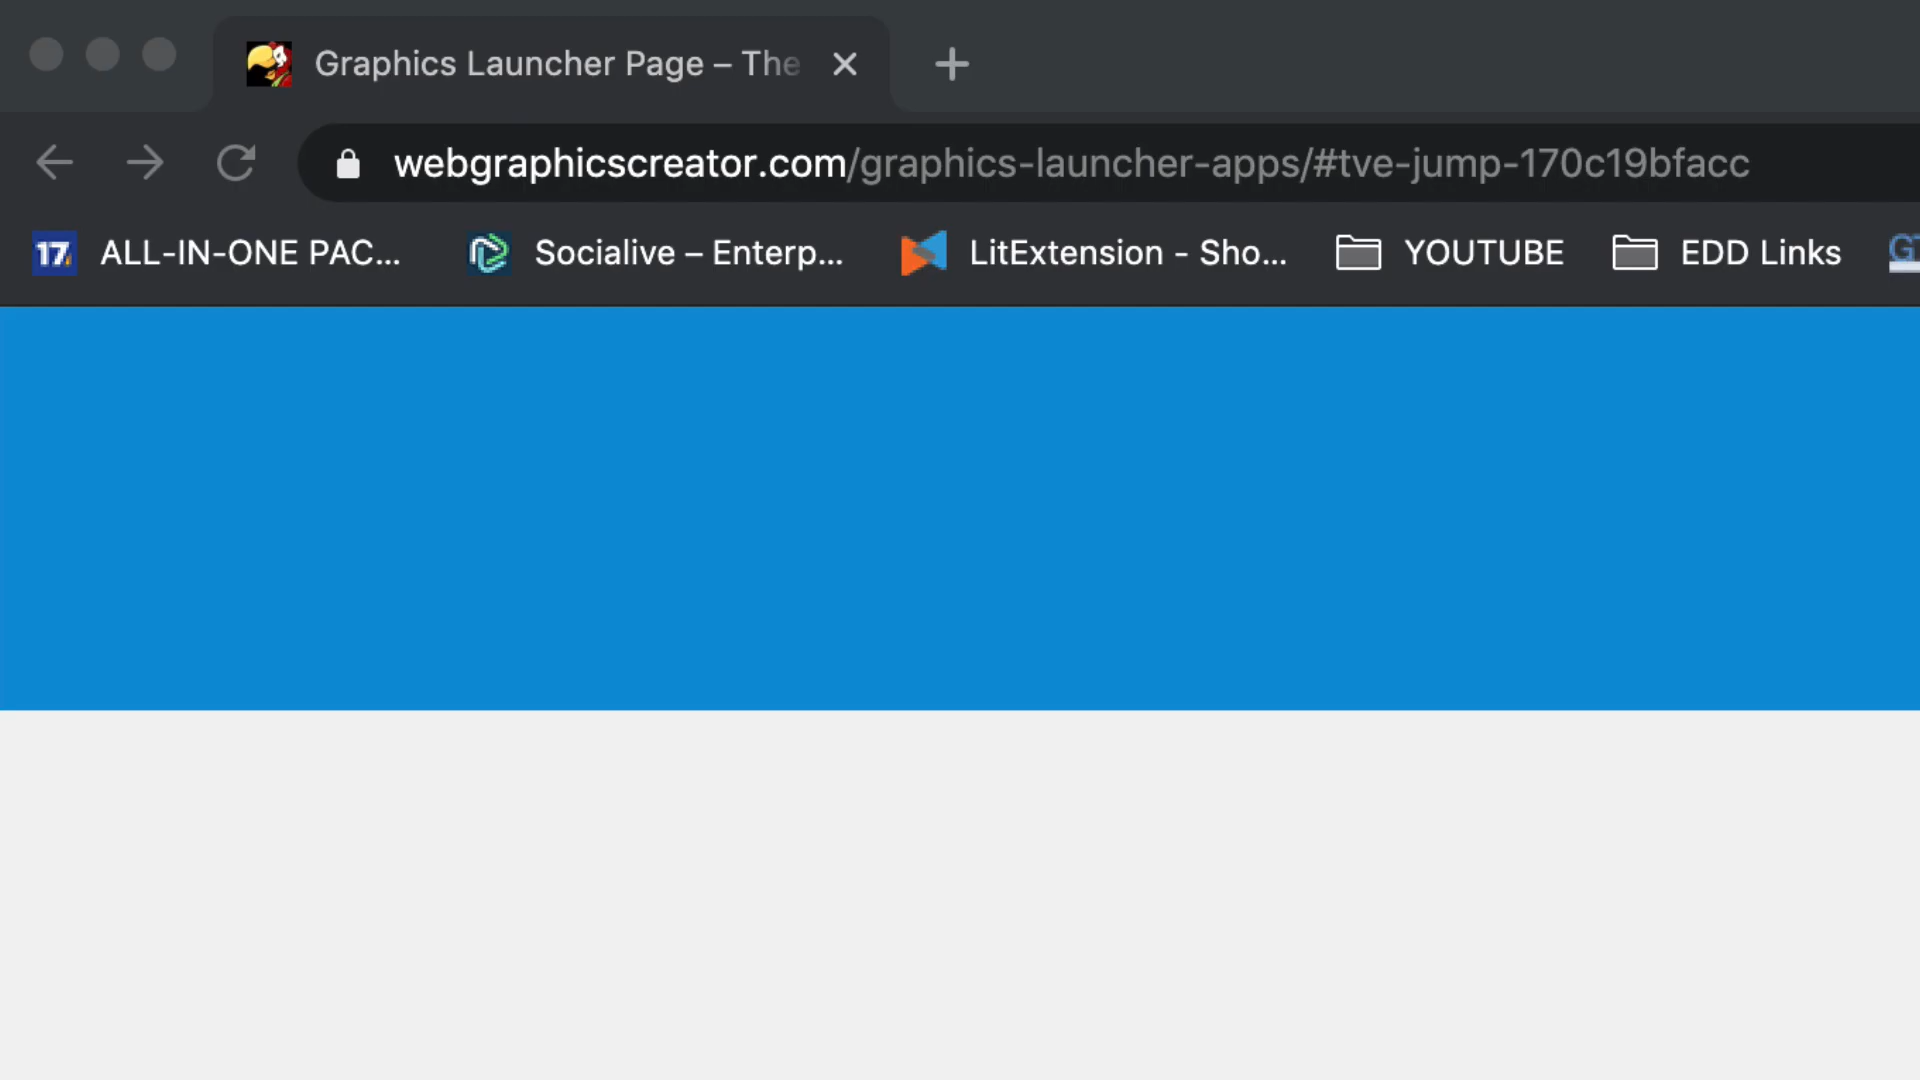 Graphics Launcher Page – The
webgraphicscreator.com/graphics-launcher-apps/#tve-jump-170c19bfacc
17 ALL-IN-ONE PAC... Socialive – Enterp... LitExtension - Sho... YOUTUBE EDD Links GT